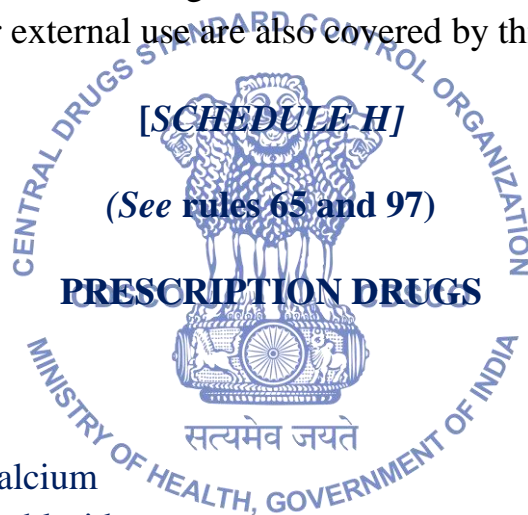 r external use are also covered by th
[SCHEDULE H]
(See rules 65 and 97)
PRESCRIPTION DRUGS
CENTRAL DRUGS STANDARD CONTROL ORGANIZATION
सत्यमेव जयते
MINISTRY OF HEALTH, GOVERNMENT OF INDIA
alcium